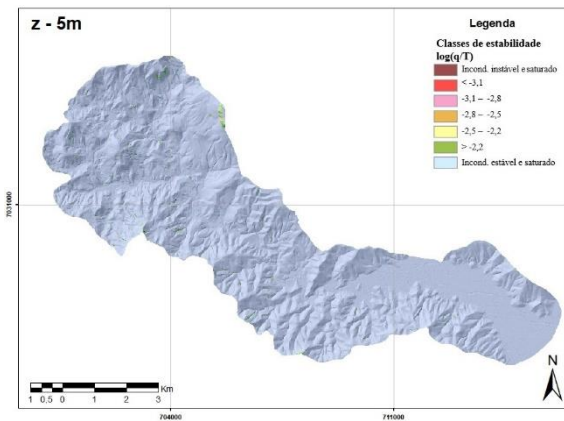 z - 5m
Legenda
Classes de estabilidade
log(q/T)
Incond. instável e saturado
< -3,1
-3,1 – -2,8
-2,8 – -2,5
-2,5 – -2,2
> -2,2
Incond. estável e saturado
7031000
N
Km
1 0,5 0 1 2 3
704000
711000